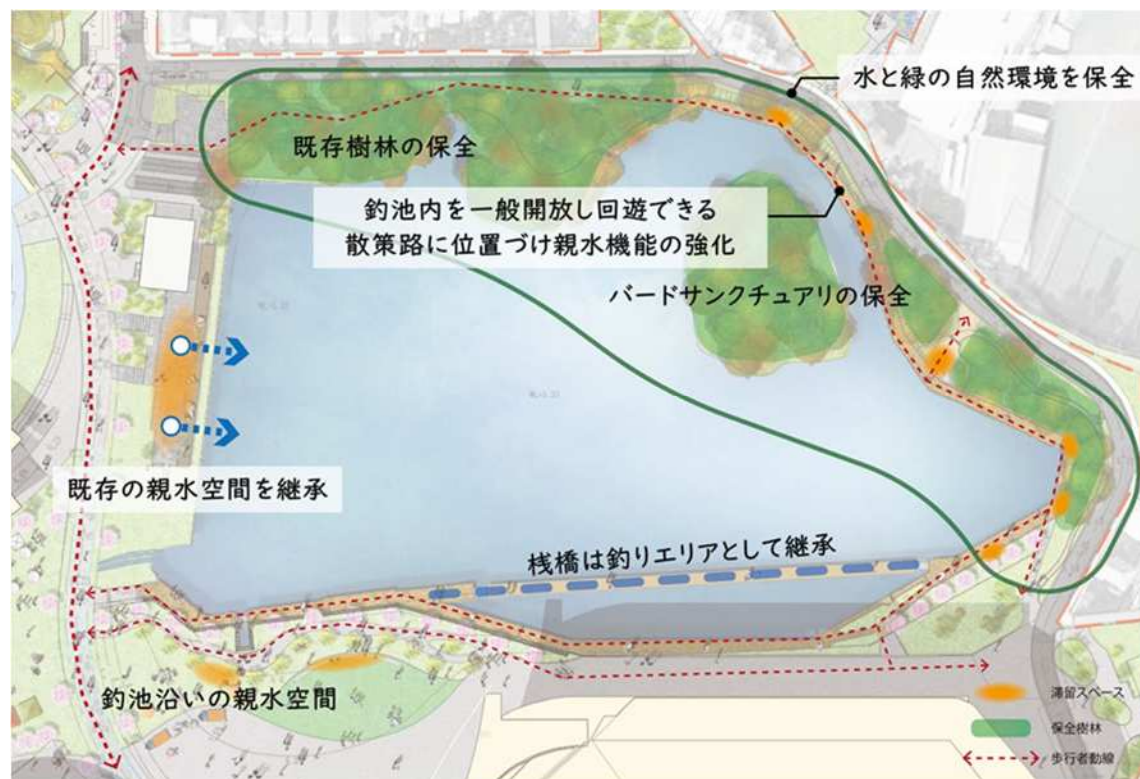 水と緑の自然環境を保全
既存樹林の保全
釣池内を一般開放し回遊できる
散策路に位置づけ親水機能の強化
バードサンクチュアリの保全
既存の親水空間を継承
桟橋は釣りエリアとして継承
釣池沿いの親水空間
滞留スペース
保全樹林
歩行者動線